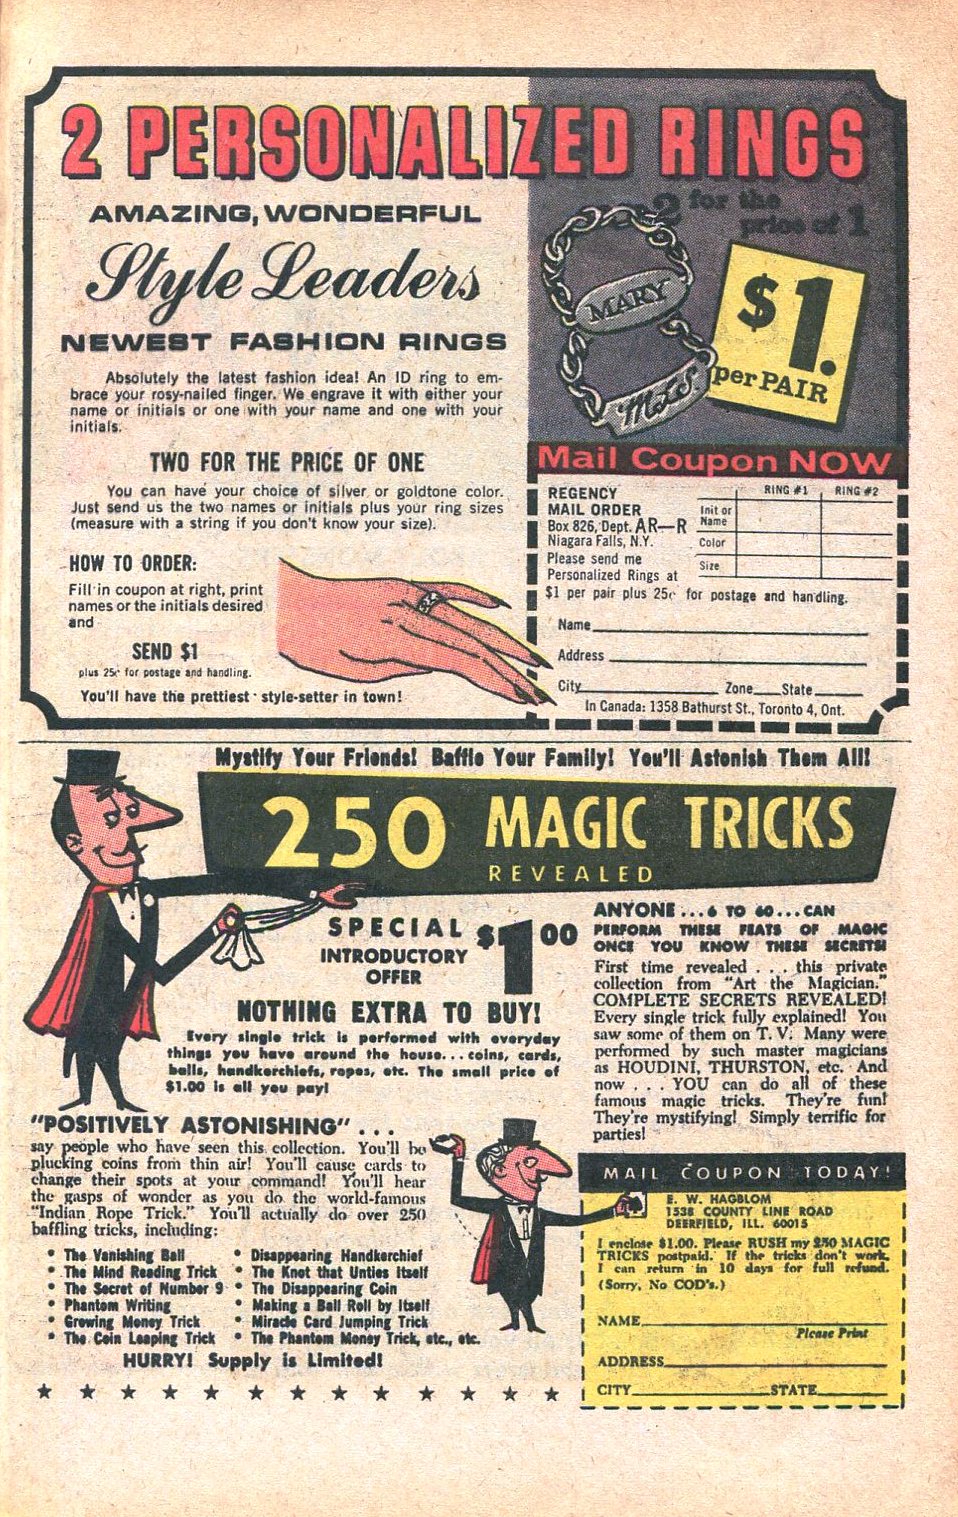 2 PERSONALIZED RINGS
AMAZING, WONDERFUL
Style Leaders
NEWEST FASHION RINGS
Absolutely the latest fashion idea! An ID ring to em-
brace your rosy-nailed finger. We engrave it with either your
name or initials or one with your name and one with your
initials.
TWO FOR THE PRICE OF ONE
You can have your choice of silver or goldtone color.
Just send us the two names or initials plus your ring sizes
(measure with a string if you don't know your size).
HOW TO ORDER:
Fill in coupon at right, print
names or the initials desired
and
SEND $1
plus 25c for postage and handling.
You'll have the prettiest style-setter in town!
2 for the
price of 1
MARY
$1.
per PAIR
Mail Coupon NOW
REGENCY
MAIL ORDER
Box 826, Dept. AR—R
Niagara Falls, N.Y.
Please send me
Personalized Rings at
$1 per pair plus 25c for postage and handling.
RING #1 RING #2
Init or
Name
Color
Size
Name
Address
City Zone State
In Canada: 1358 Bathurst St., Toronto 4, Ont.
Mystify Your Friends! Baffle Your Family! You'll Astonish Them All!
250 MAGIC TRICKS
REVEALED
SPECIAL
INTRODUCTORY
OFFER
$1 00
NOTHING EXTRA TO BUY!
Every single trick is performed with everyday
things you have around the house... coins, cards,
balls, handkerchiefs, ropes, etc. The small price of
$1.00 is all you pay!
ANYONE...6 TO 60...CAN
PERFORM THESE FEATS OF MAGIC
ONCE YOU KNOW THESE SECRETS!
First time revealed . . . this private
collection from "Art the Magician."
COMPLETE SECRETS REVEALED!
Every single trick fully explained! You
saw some of them on T. V. Many were
performed by such master magicians
as HOUDINI, THURSTON, etc. And
now . . . YOU can do all of these
famous magic tricks. They're fun!
They're mystifying! Simply terrific for
parties!
"POSITIVELY ASTONISHING" . . .
say people who have seen this collection. You'll be
plucking coins from thin air! You'll cause cards to
change their spots at your command! You'll hear
the gasps of wonder as you do the world-famous
"Indian Rope Trick." You'll actually do over 250
baffling tricks, including:
• The Vanishing Ball
• The Mind Reading Trick
• The Secret of Number 9
• Phantom Writing
• Growing Money Trick
• The Coin Leaping Trick
• Disappearing Handkerchief
• The Knot that Unties Itself
• The Disappearing Coin
• Making a Ball Roll by Itself
• Miracle Card Jumping Trick
• The Phantom Money Trick, etc., etc.
HURRY! Supply is Limited!
MAIL COUPON TODAY!
E. W. HAGBLOM
1538 COUNTY LINE ROAD
DEERFIELD, ILL. 60015
I enclose $1.00. Please RUSH my 250 MAGIC
TRICKS postpaid. If the tricks don't work,
I can return in 10 days for full refund.
(Sorry, No COD's.)
NAME
Please Print
ADDRESS
CITY STATE